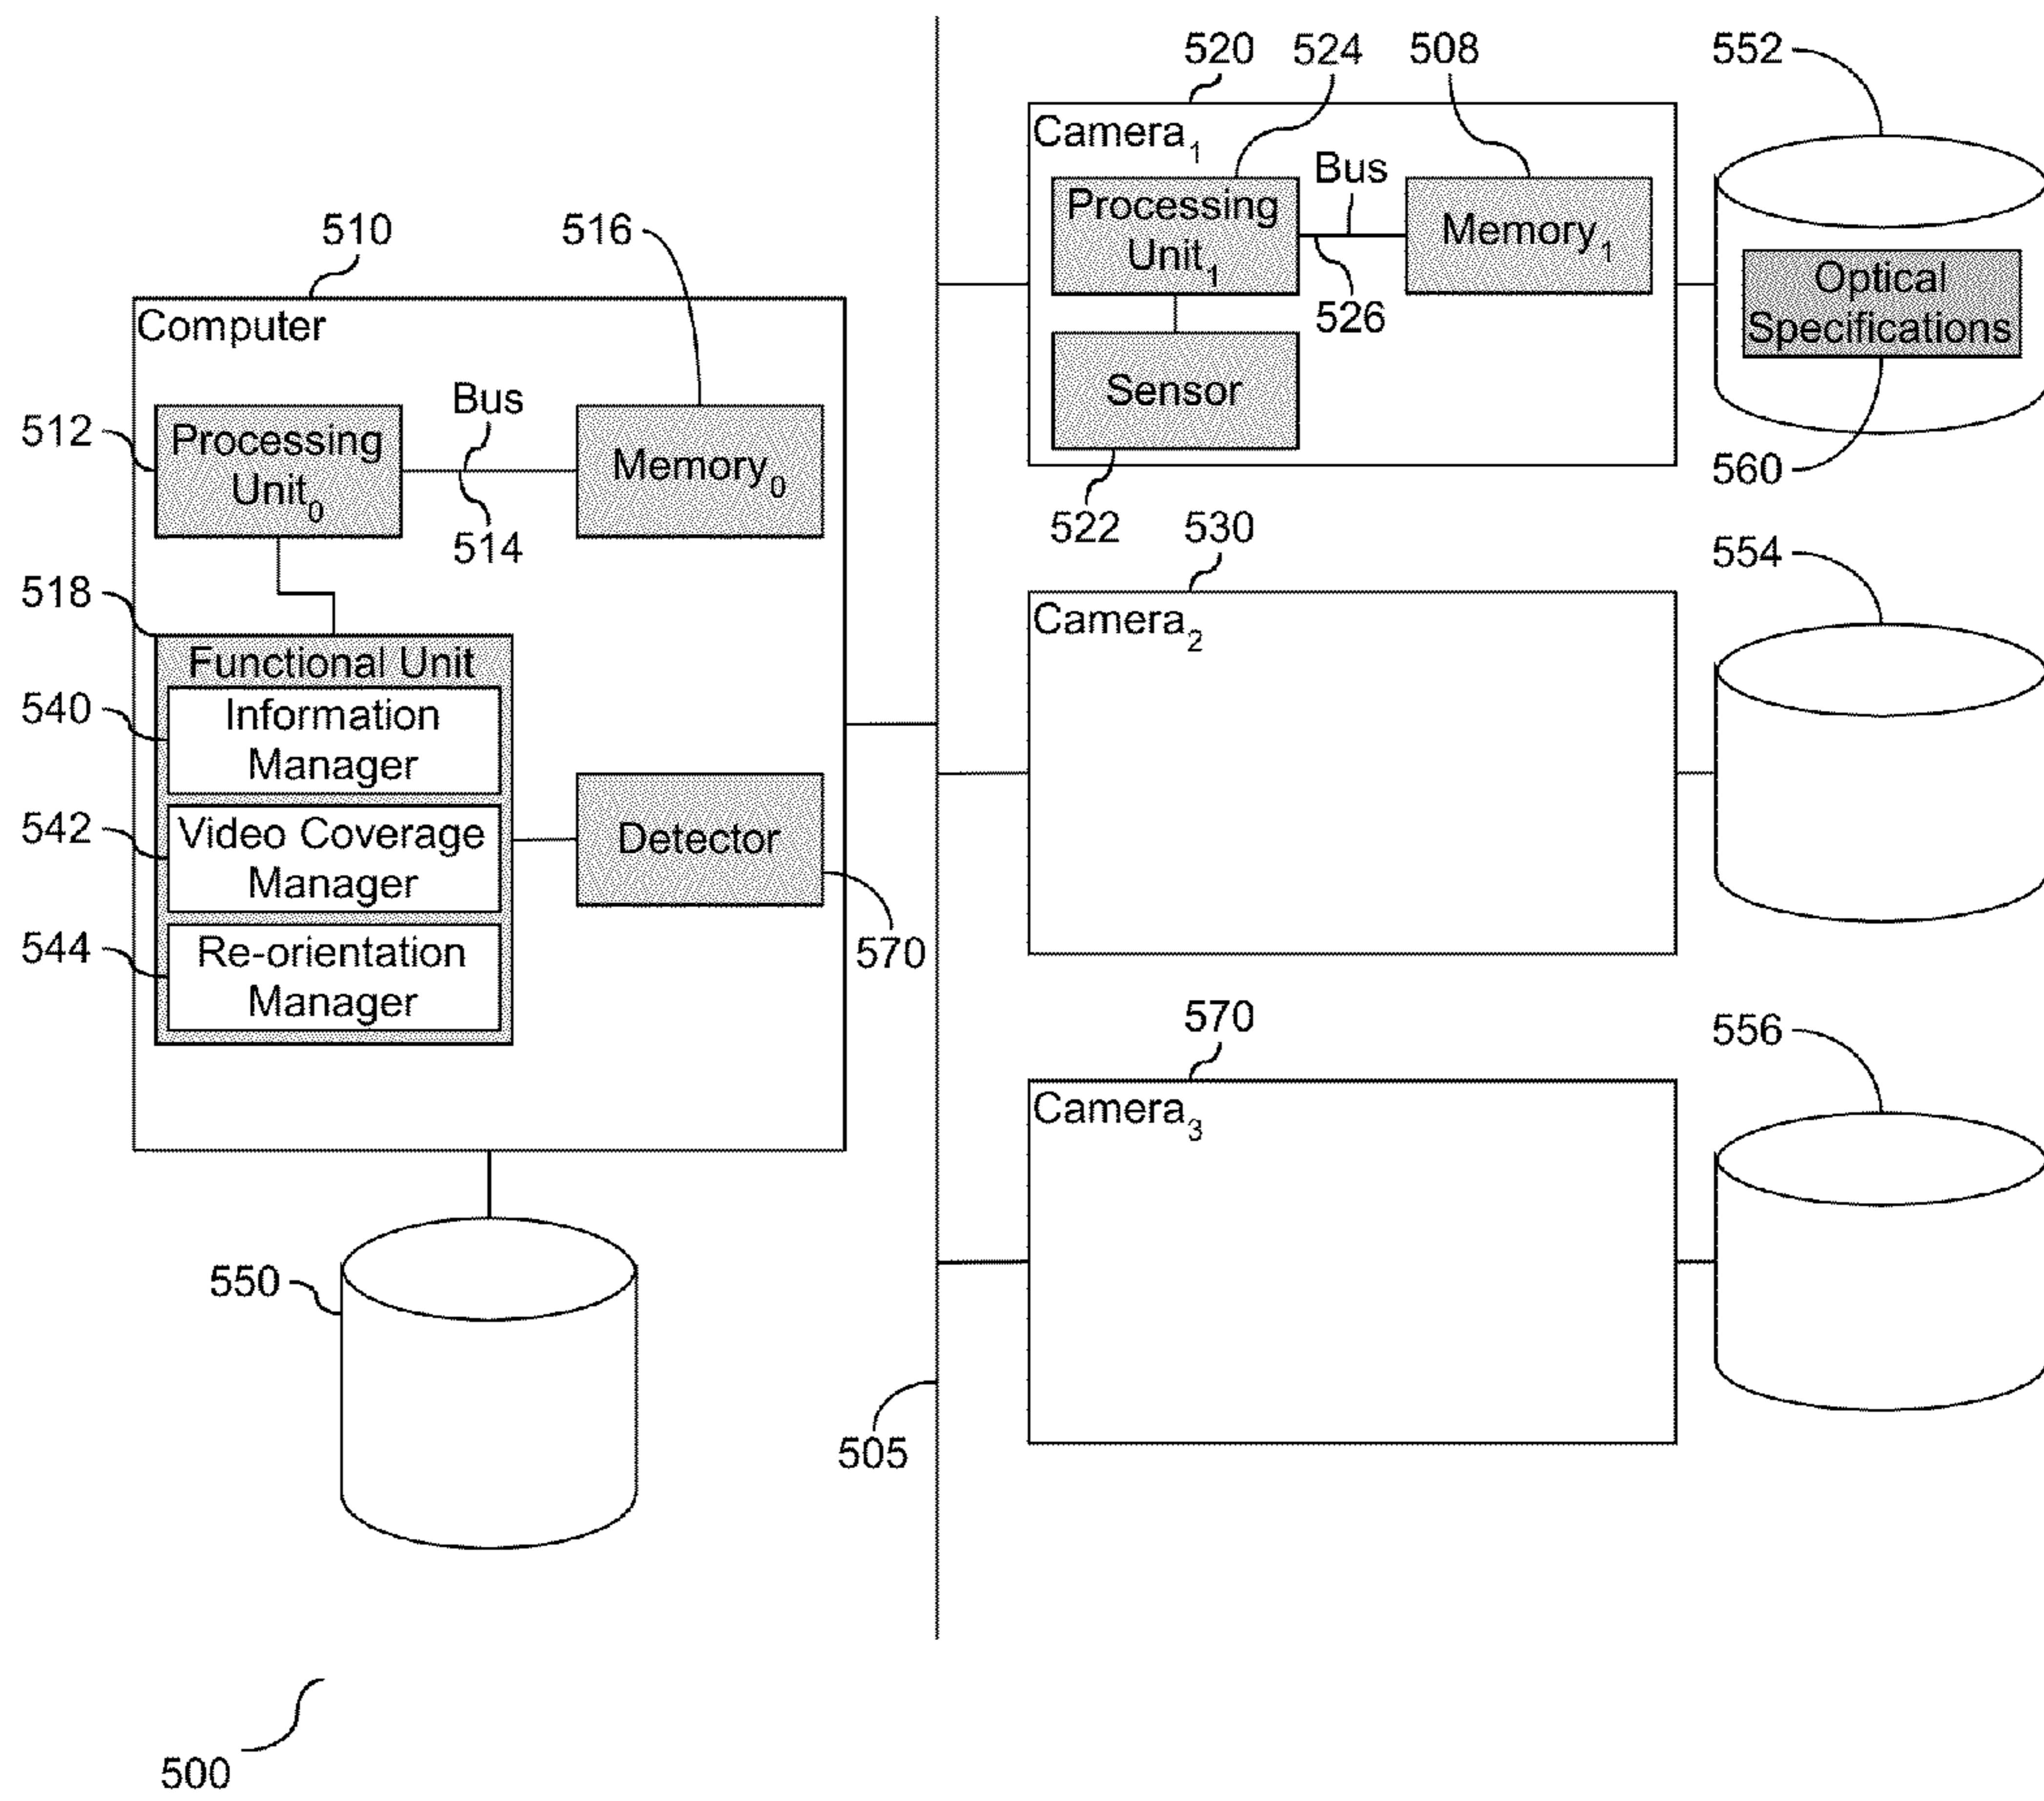 520 524 508 552
Camera1
Bus
Processing
Unit1
Memory1
526
Sensor
522
Optical
Specifications
560
510 516
Computer
Bus
512
Processing
Unit0
Memory0
514
518
Functional Unit
540
Information
Manager
542
Video Coverage
Manager
544
Re-orientation
Manager
Detector
570
530 554
Camera2
570 556
Camera3
550
505
500